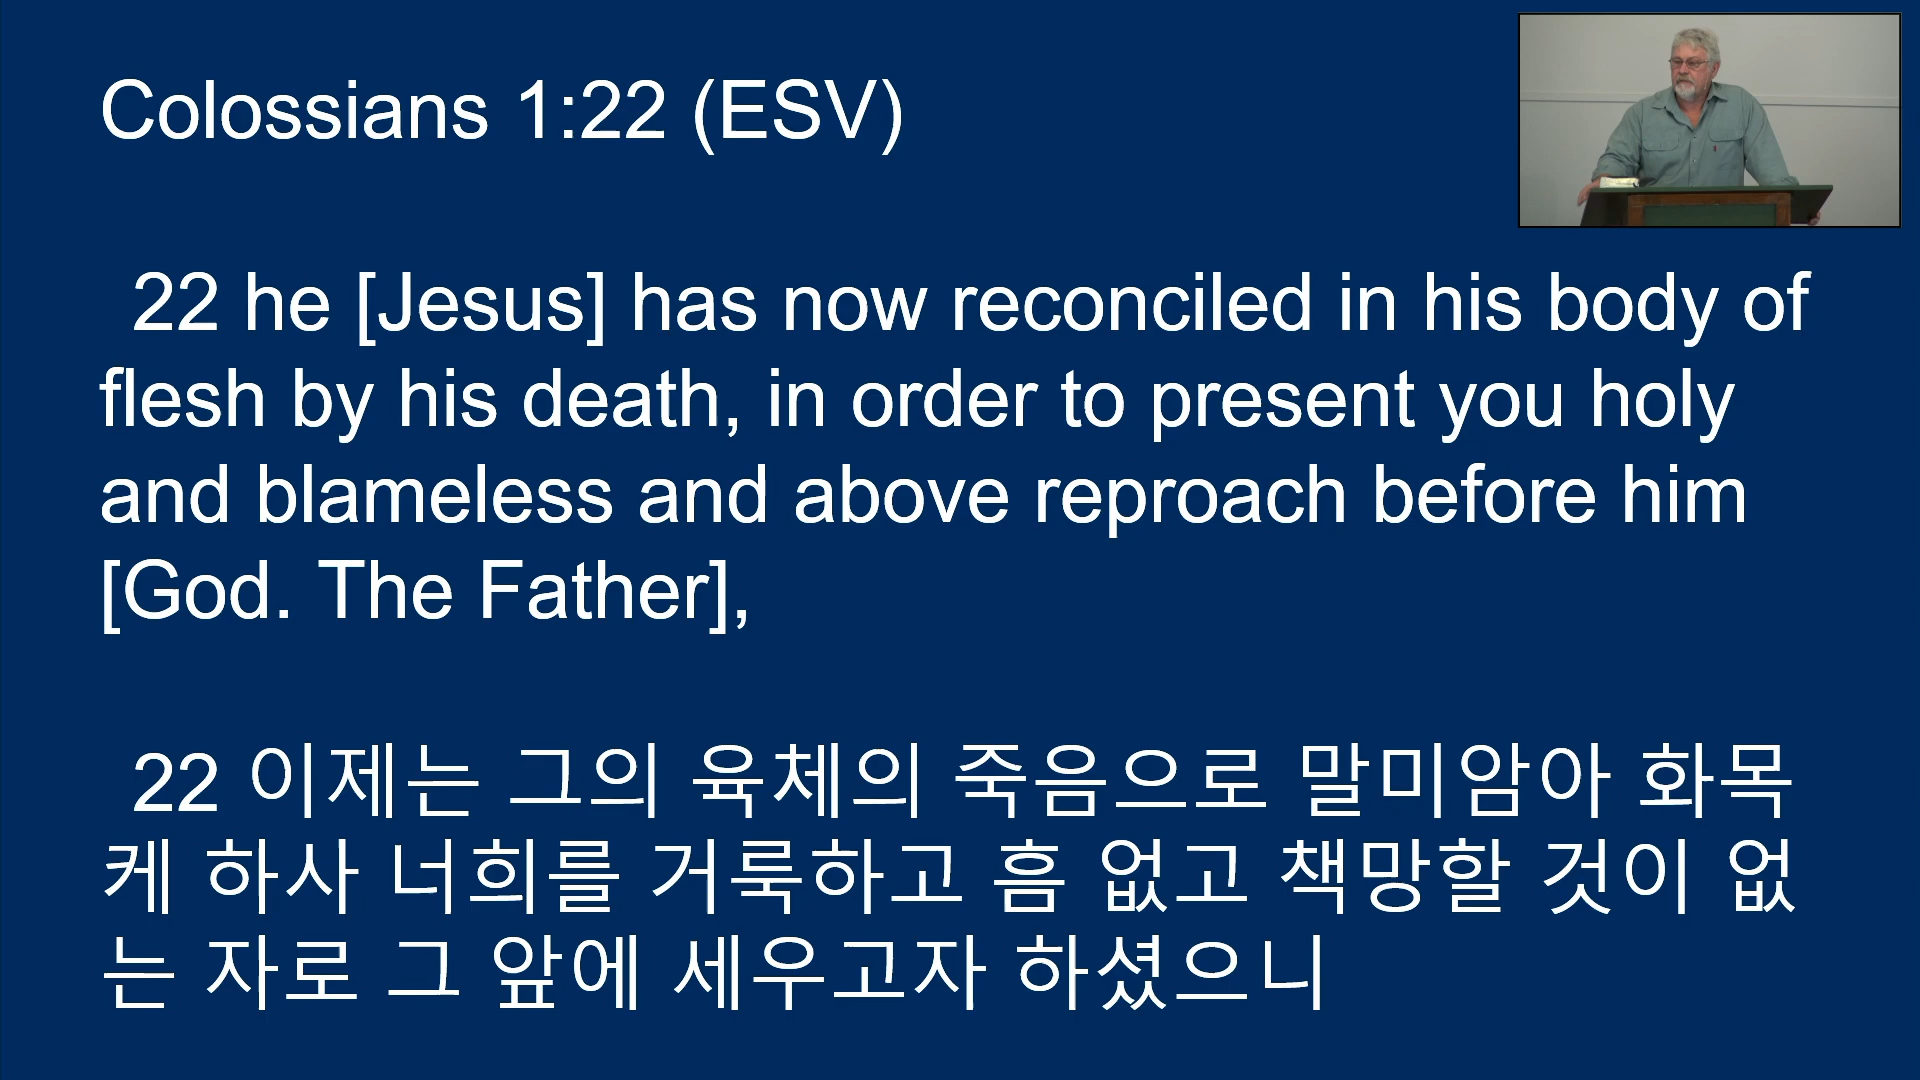 Colossians 1:22 (ESV)
22 he [Jesus] has now reconciled in his body of
flesh by his death, in order to present you holy
and blameless and above reproach before him
[God. The Father],
22 이제는 그의 육체의 죽음으로 말미암아 화목
케 하사 너희를 거룩하고 흠 없고 책망할 것이 없
는 자로 그 앞에 세우고자 하셨으니